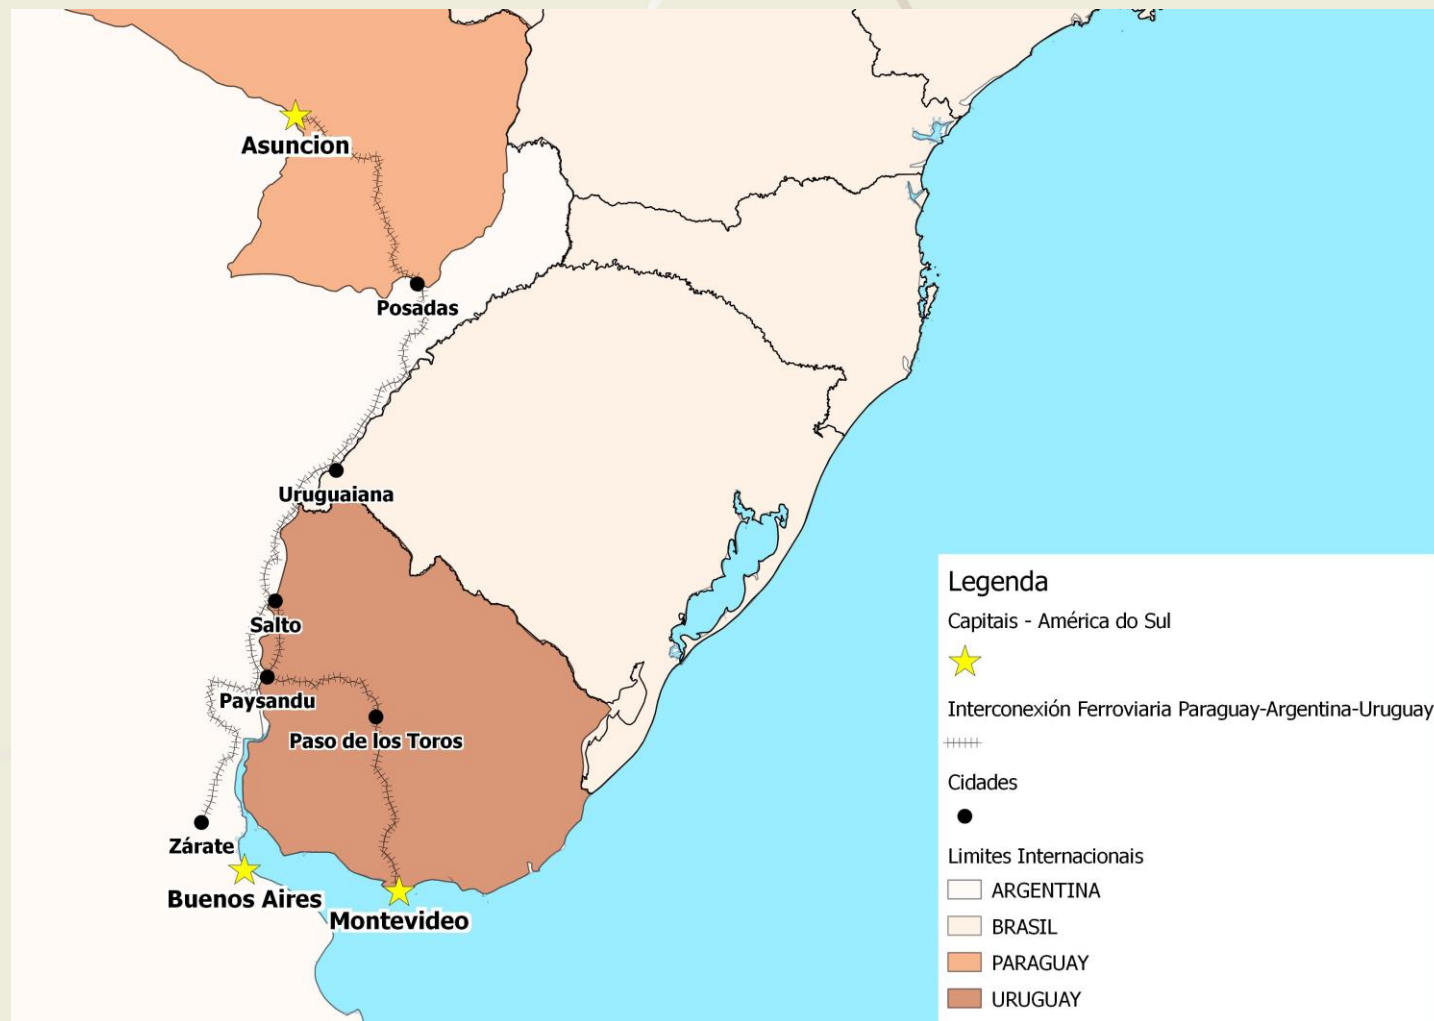 Asuncion
Posadas
Uruguaiana
Salto
Paysandu
Paso de los Toros
Zárate
Buenos Aires
Montevideo
Legenda
Capitais - América do Sul
Interconexión Ferroviaria Paraguay-Argentina-Uruguay
Cidades
Limites Internacionais
ARGENTINA
BRASIL
PARAGUAY
URUGUAY